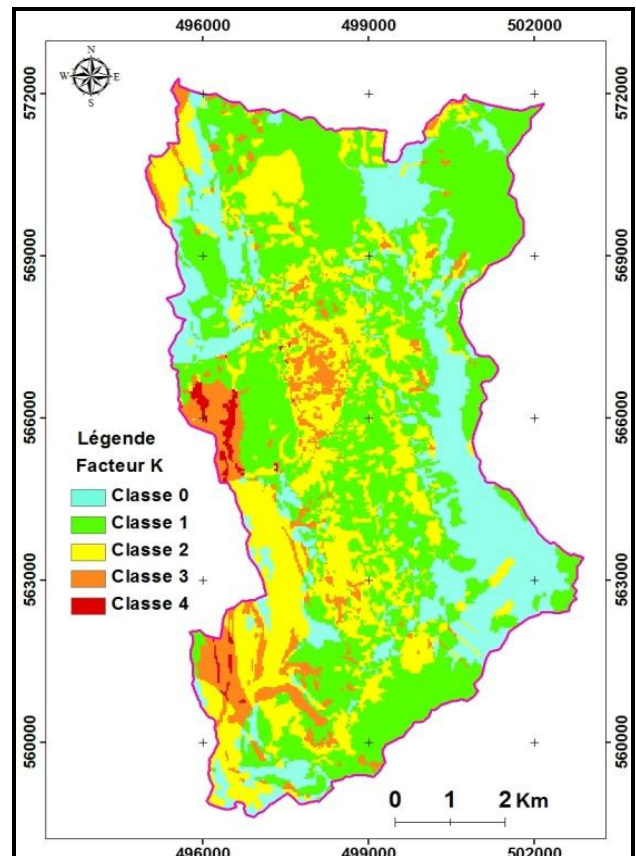 496000 499000 502000
N
W E
S
572000 572000
569000 569000
566000 566000
Légende
Facteur K
Classe 0
Classe 1
Classe 2
Classe 3
Classe 4
563000 563000
560000 560000
0 1 2 Km
496000 499000 502000